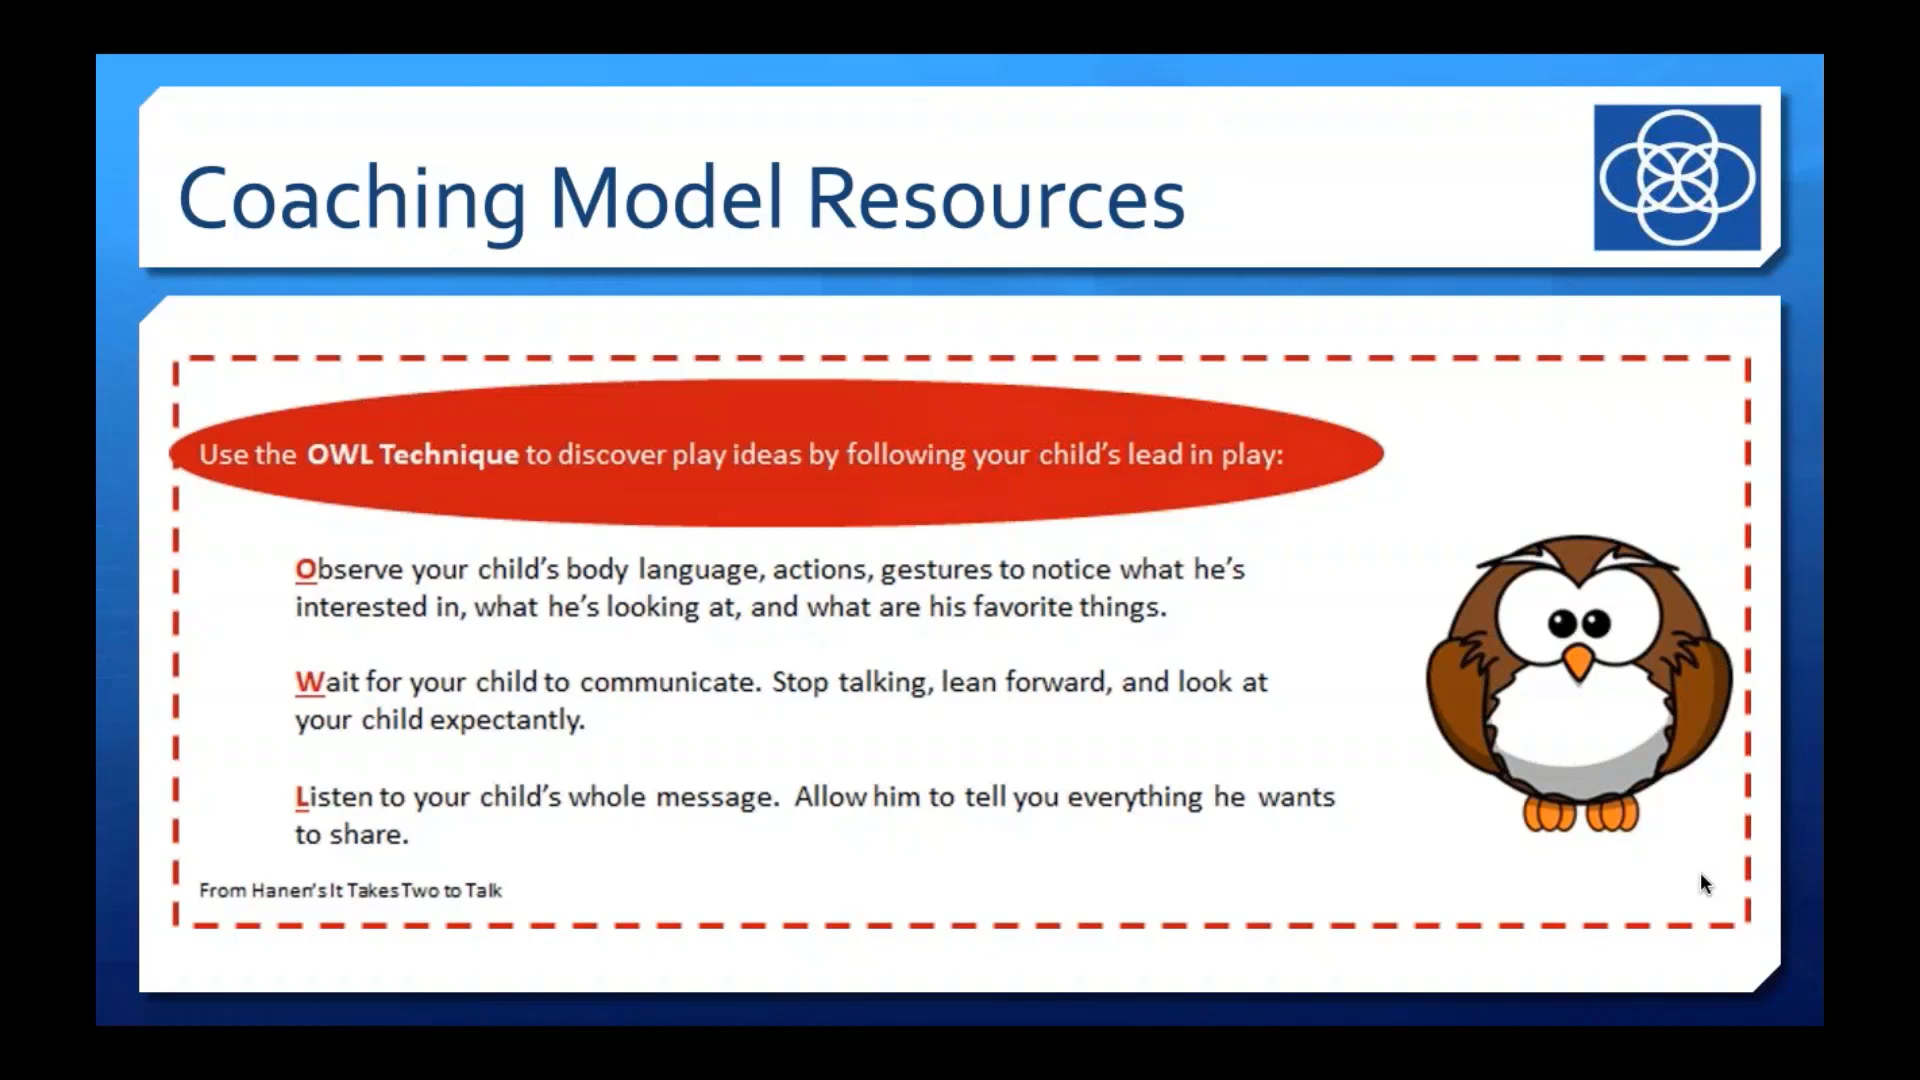 Coaching Model Resources
Use the OWL Technique to discover play ideas by following your child's lead in play:
Observe your child's body language, actions, gestures to notice what he's
interested in, what he's looking at, and what are his favorite things.
Wait for your child to communicate. Stop talking, lean forward, and look at
your child expectantly.
Listen to your child's whole message. Allow him to tell you everything he wants
to share.
From Hanen's It Takes Two to Talk